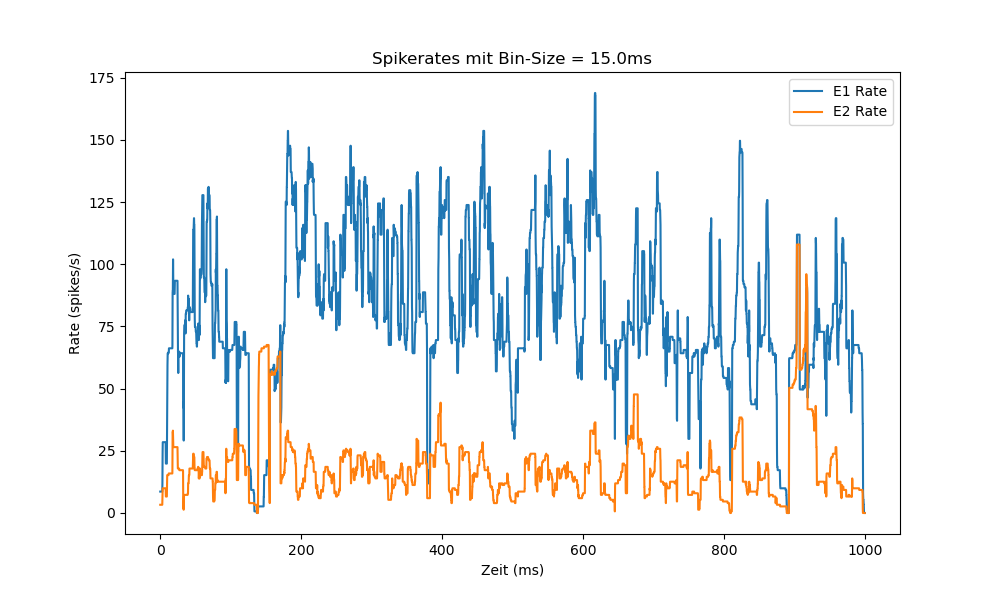 Spikerates mit Bin-Size = 15.0ms
175
150
125
100
75
50
25
0
Rate (spikes/s)
E1 Rate
E2 Rate
0 200 400 600 800 1000
Zeit (ms)